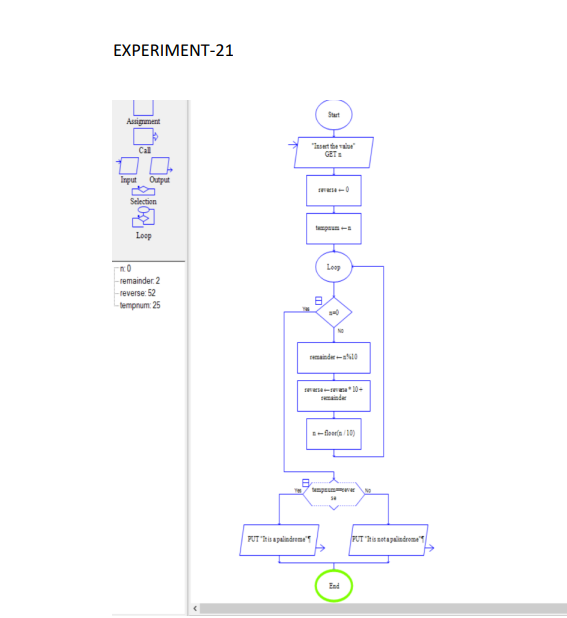 EXPERIMENT-21
Assignment
Call
Input Output
Selection
Loop
n: 0
remainder: 2
reverse: 52
tempnum: 25
Start
"Insert the value"
GET n
reverse ← 0
tempnum ← n
Loop
n=0
Yes
No
remainder ← n%10
reverse ← reverse * 10 +
remainder
n ← floor(n / 10)
tempnum==rever
se
Yes
No
PUT "It is a palindrome"¶
PUT "It is not a palindrome"¶
End